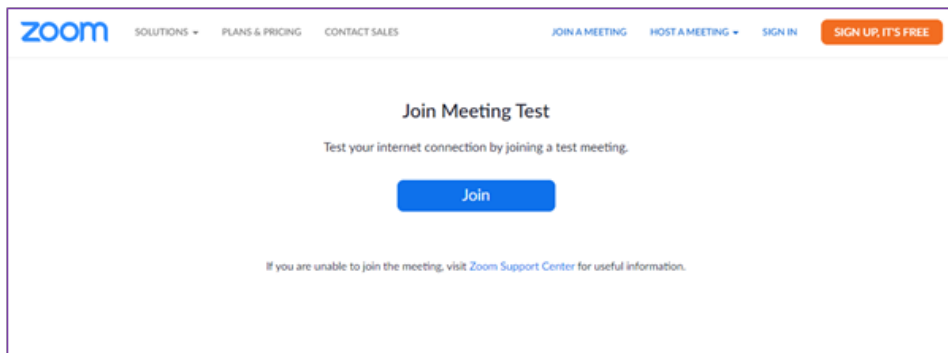 zoom SOLUTIONS PLANS & PRICING CONTACT SALES JOIN A MEETING HOST A MEETING SIGN IN SIGN UP, IT'S FREE
Join Meeting Test
Test your internet connection by joining a test meeting.
Join
If you are unable to join the meeting, visit Zoom Support Center for useful information.